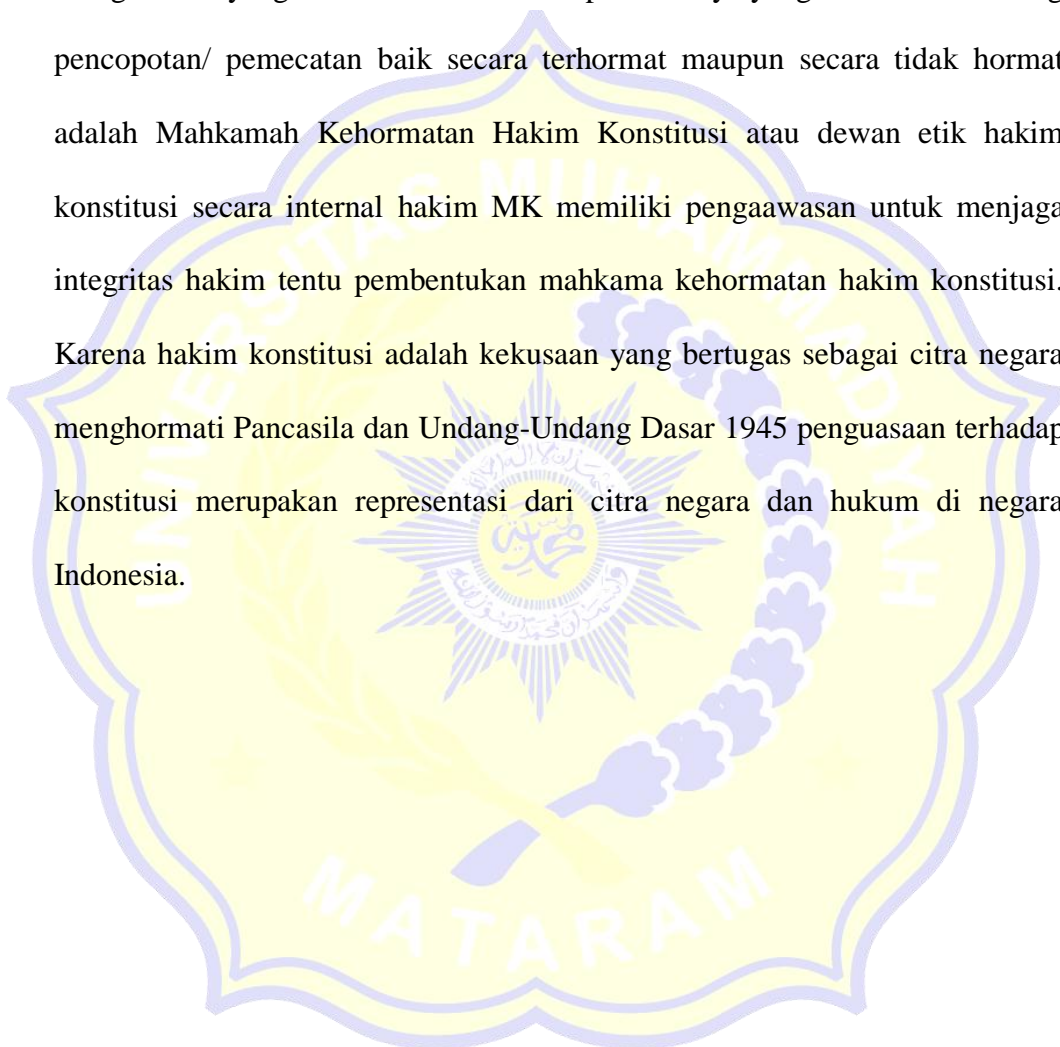 pencopotan/ pemecatan baik secara terhormat maupun secara tidak hormat
adalah Mahkamah Kehormatan Hakim Konstitusi atau dewan etik hakim
konstitusi secara internal hakim MK memiliki pengaawasan untuk menjaga
integritas hakim tentu pembentukan mahkama kehormatan hakim konstitusi.
Karena hakim konstitusi adalah kekusaan yang bertugas sebagai citra negara
menghormati Pancasila dan Undang-Undang Dasar 1945 penguasaan terhadap
konstitusi merupakan representasi dari citra negara dan hukum di negara
Indonesia.
UNIVERSITAS MUHAMMADIYAH
MATARAM